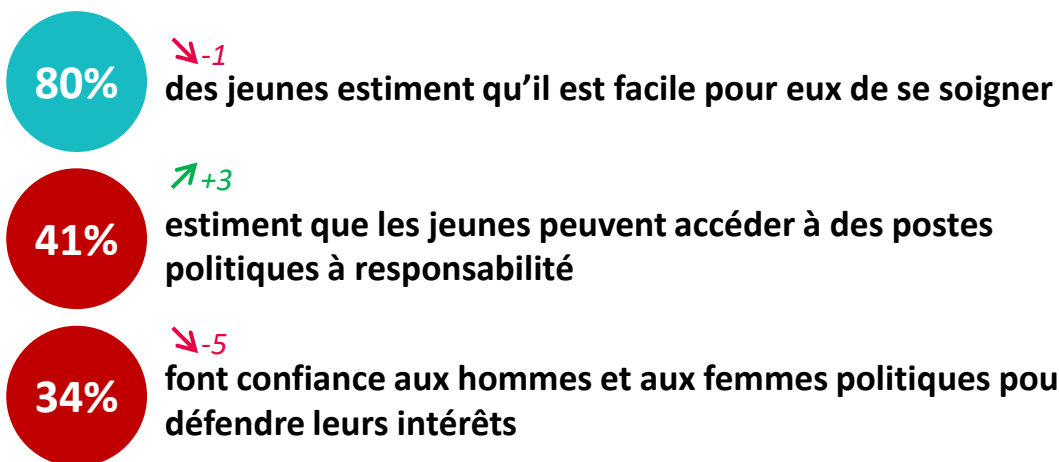 80%
-1
des jeunes estiment qu’il est facile pour eux de se soigner
41%
+3
estiment que les jeunes peuvent accéder à des postes
politiques à responsabilité
34%
-5
font confiance aux hommes et aux femmes politiques pou
défendre leurs intérêts